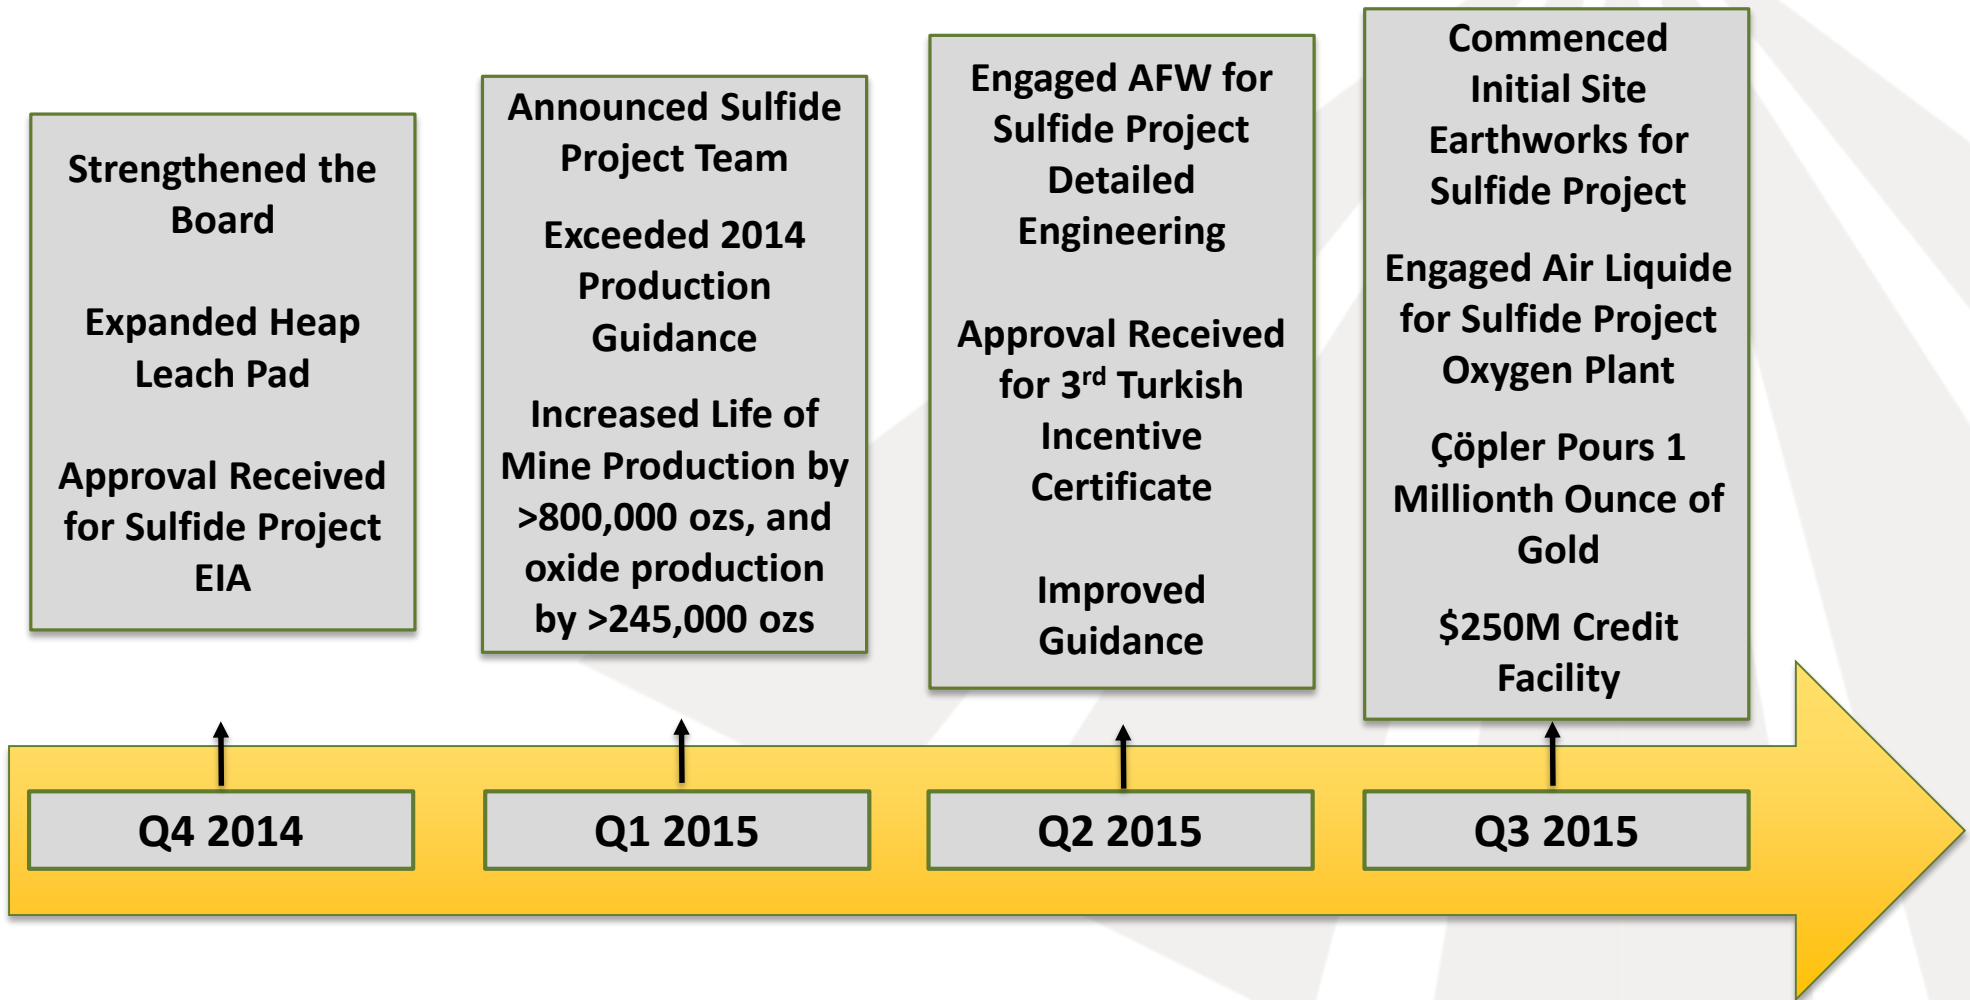 Strengthened the
Board
Expanded Heap
Leach Pad
Approval Received
for Sulfide Project
EIA
Announced Sulfide
Project Team
Exceeded 2014
Production
Guidance
Increased Life of
Mine Production by
>800,000 ozs, and
oxide production
by >245,000 ozs
Engaged AFW for
Sulfide Project
Detailed
Engineering
Approval Received
for 3rd Turkish
Incentive
Certificate
Improved
Guidance
Commenced
Initial Site
Earthworks for
Sulfide Project
Engaged Air Liquide
for Sulfide Project
Oxygen Plant
Çöpler Pours 1
Millionth Ounce of
Gold
$250M Credit
Facility
Q4 2014
Q1 2015
Q2 2015
Q3 2015